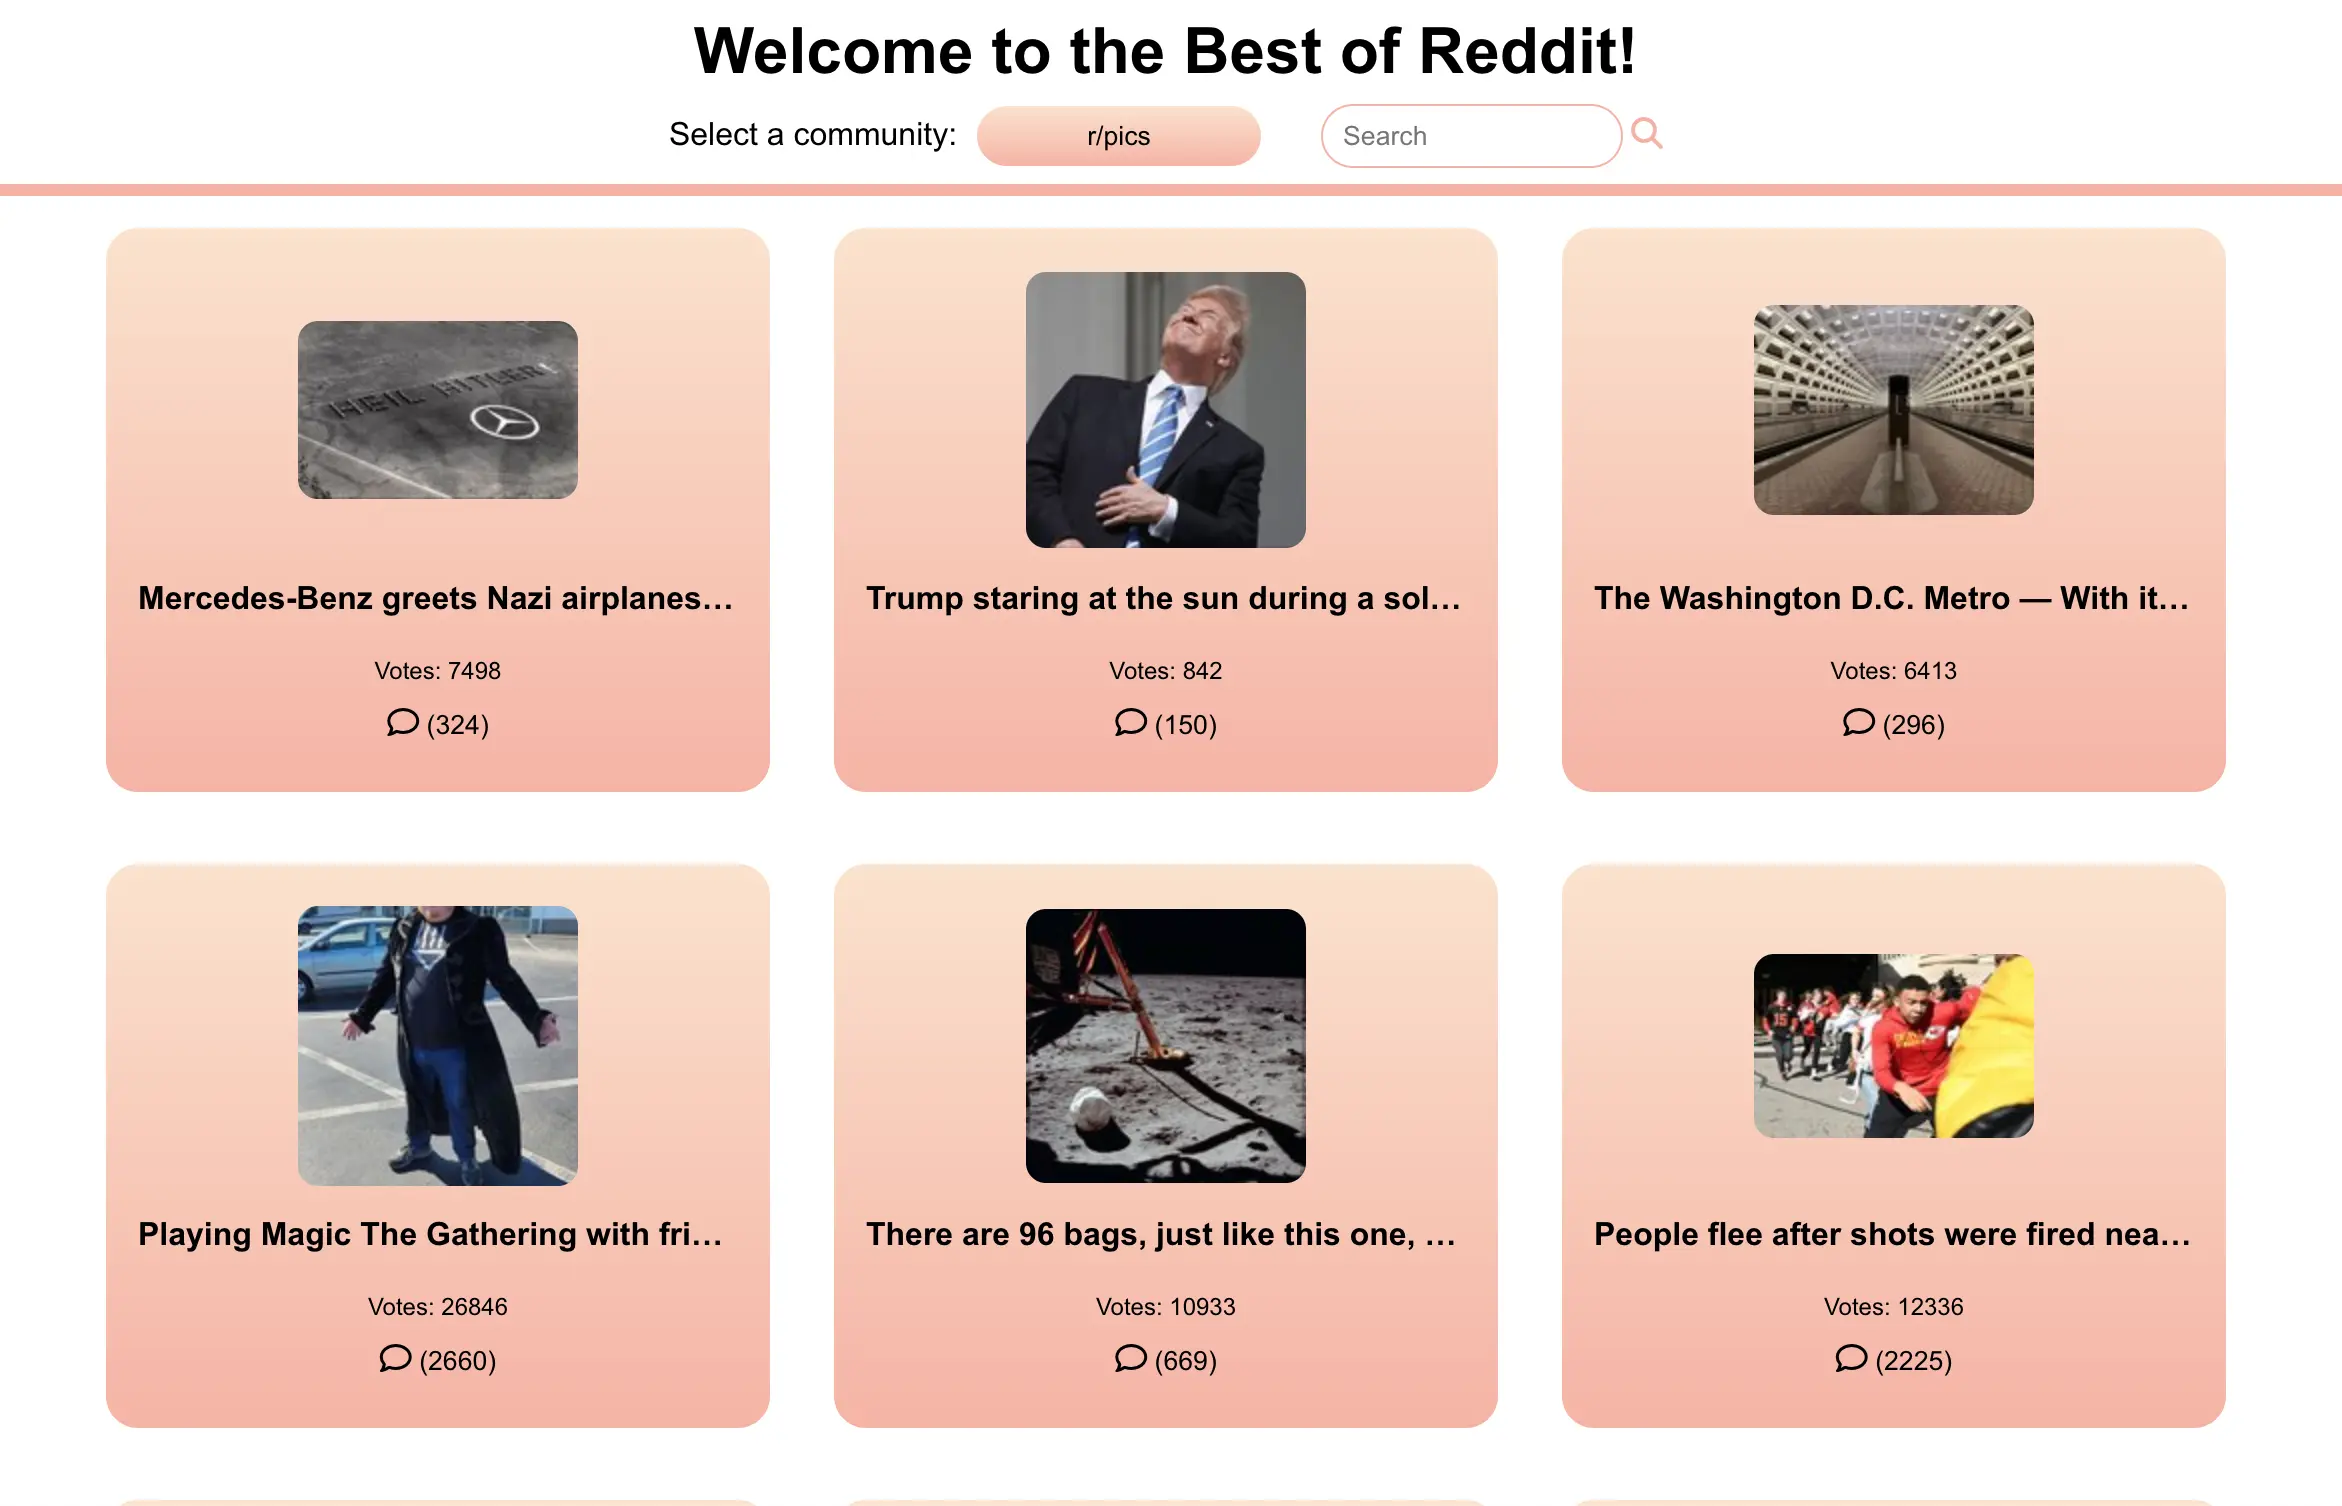 Welcome to the Best of Reddit!
Select a community: r/pics Search
HEIL HITLER!
Mercedes-Benz greets Nazi airplanes…
Votes: 7498
(324)
Trump staring at the sun during a sol…
Votes: 842
(150)
The Washington D.C. Metro — With it…
Votes: 6413
(296)
Playing Magic The Gathering with fri…
Votes: 26846
(2660)
There are 96 bags, just like this one, …
Votes: 10933
(669)
15
People flee after shots were fired nea…
Votes: 12336
(2225)